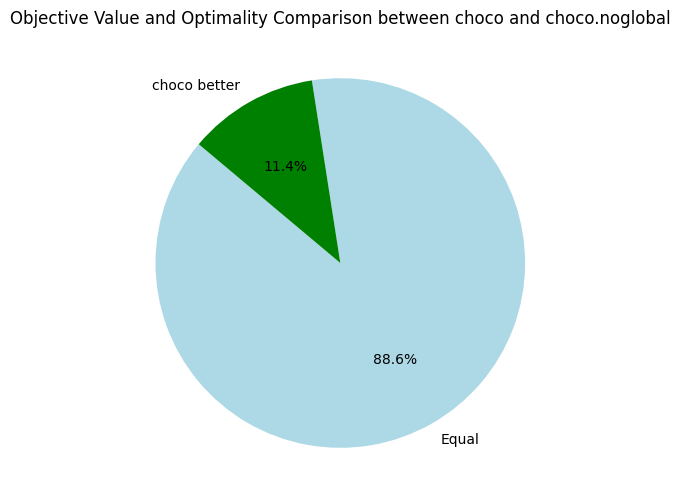 Objective Value and Optimality Comparison between choco and choco.noglobal
choco better
11.4%
88.6%
Equal